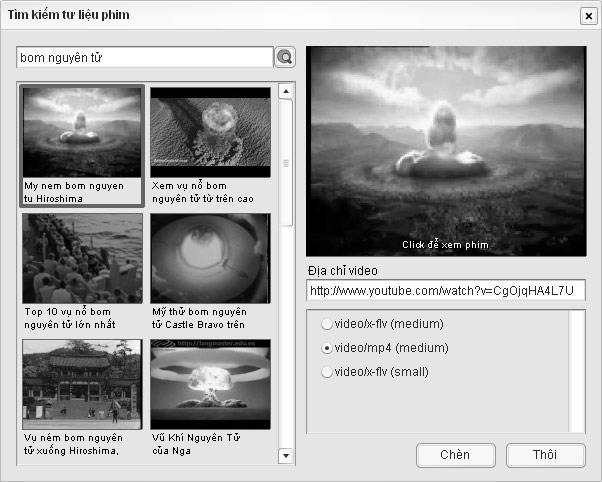 Tìm kiếm tư liệu phim
bom nguyên tử
My nem bom nguyen
tu Hiroshima
Xem vụ nổ bom
nguyên tử từ trên cao
Top 10 vụ nổ bom
nguyên tử lớn nhất
Mỹ thử bom nguyên
tử Castle Bravo trên
http://longmaster.edu.vn
Vụ ném bom nguyên
tử xuống Hiroshima,
Vũ Khí Nguyên Tử
của Nga
Click để xem phim
Địa chỉ video
http://www.youtube.com/watch?v=CgOjqHA4L7U
video/x-flv (medium)
video/mp4 (medium)
video/x-flv (small)
Chèn
Thôi